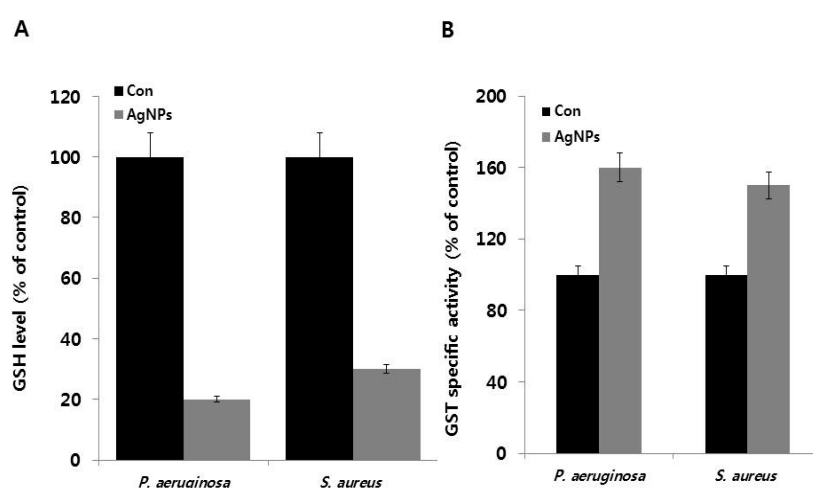 A
GSH level (% of control)
120
100
80
60
40
20
0
Con
AgNPs
P. aeruginosa
S. aureus
B
GST specific activity (% of control)
200
160
120
80
40
0
Con
AgNPs
P. aeruginosa
S. aureus